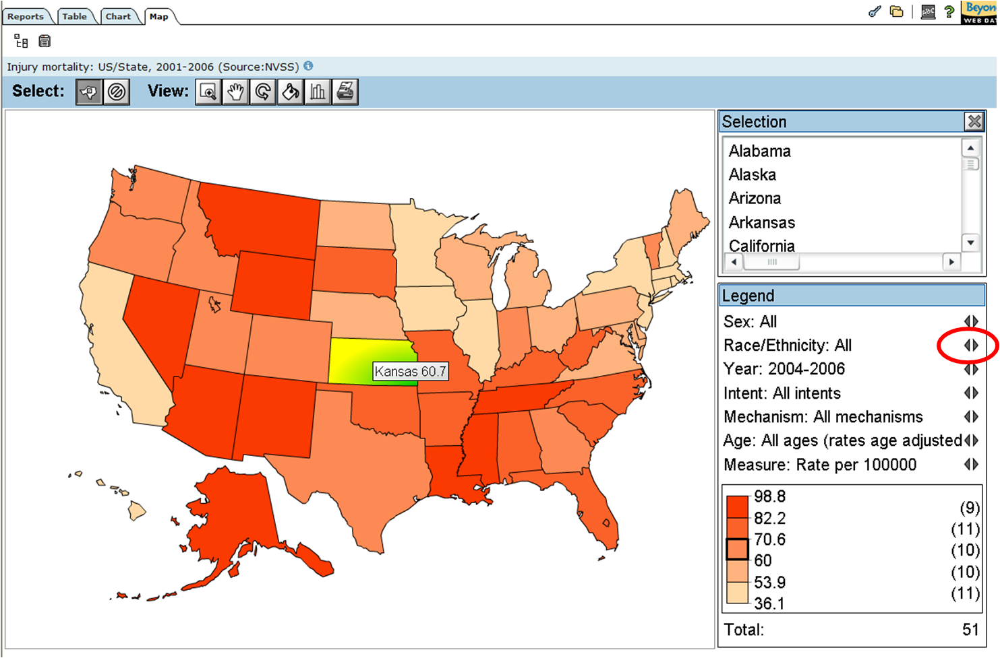 Reports Table Chart Map
ABC ? Beyon
WEB DAT
Injury mortality: US/State, 2001-2006 (Source:NVSS) i
Select: View:
Selection
Alabama
Alaska
Arizona
Arkansas
California
Legend
Sex: All
Race/Ethnicity: All
Year: 2004-2006
Intent: All intents
Mechanism: All mechanisms
Age: All ages (rates age adjusted
Measure: Rate per 100000
Kansas 60.7
98.8
(9)
82.2
(11)
70.6
(10)
60
(10)
53.9
(11)
36.1
Total: 51